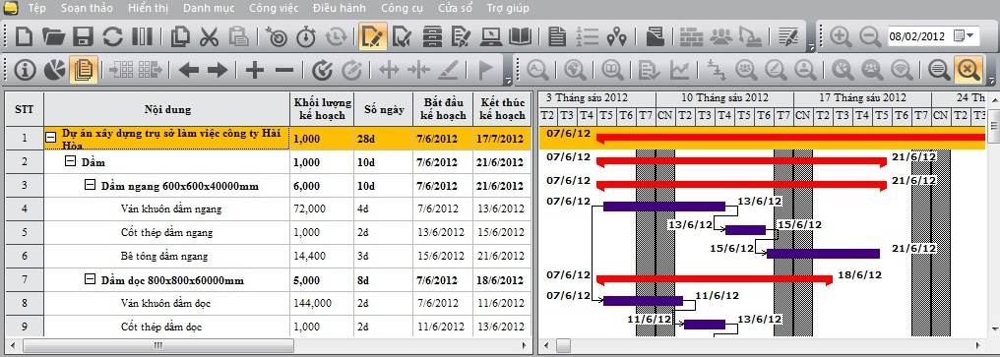 Tệp Soạn thảo Hiển thị Danh mục Công việc Điều hành Công cụ Cửa sổ Trợ giúp
08/02/2012
STT Nội dung Khối lượng kế hoạch Số ngày Bắt đầu kế hoạch Kết thúc kế hoạch
3 Tháng sáu 2012 10 Tháng sáu 2012 17 Tháng sáu 2012 24 Th
T2 T3 T4 T5 T6 T7 CN T2 T3 T4 T5 T6 T7 CN T2 T3 T4 T5 T6 T7 CN T2 T3
1 Dự án xây dựng trụ sở làm việc công ty Hài Hòa 1,000 28d 7/6/2012 17/7/2012 07/6/12
2 Dầm 1,000 10d 7/6/2012 21/6/2012 07/6/12 21/6/12
3 Dầm ngang 600x600x40000mm 6,000 10d 7/6/2012 21/6/2012 07/6/12 21/6/12
4 Ván khuôn dầm ngang 72,000 4d 7/6/2012 13/6/2012 07/6/12 13/6/12
5 Cốt thép dầm ngang 1,000 2d 13/6/2012 15/6/2012 13/6/12 15/6/12
6 Bê tông dầm ngang 14,400 3d 15/6/2012 21/6/2012 15/6/12 21/6/12
7 Dầm dọc 800x800x60000mm 5,000 8d 7/6/2012 18/6/2012 07/6/12 18/6/12
8 Ván khuôn dầm dọc 144,000 2d 7/6/2012 11/6/2012 07/6/12 11/6/12
9 Cốt thép dầm dọc 1,000 2d 11/6/2012 13/6/2012 11/6/12 13/6/12